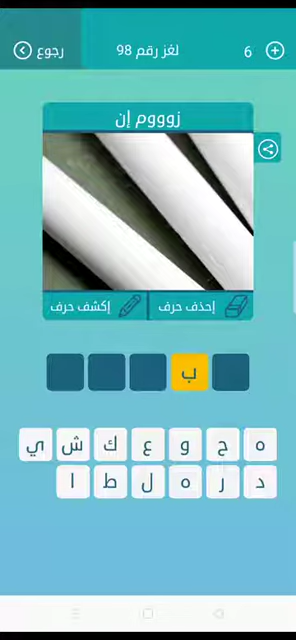 6 لغز رقم 98 رجوع
زوووم إن
إحذف حرف إكشف حرف
ب
ه ح و ع ك ش ي
د ر ه ل ط ا